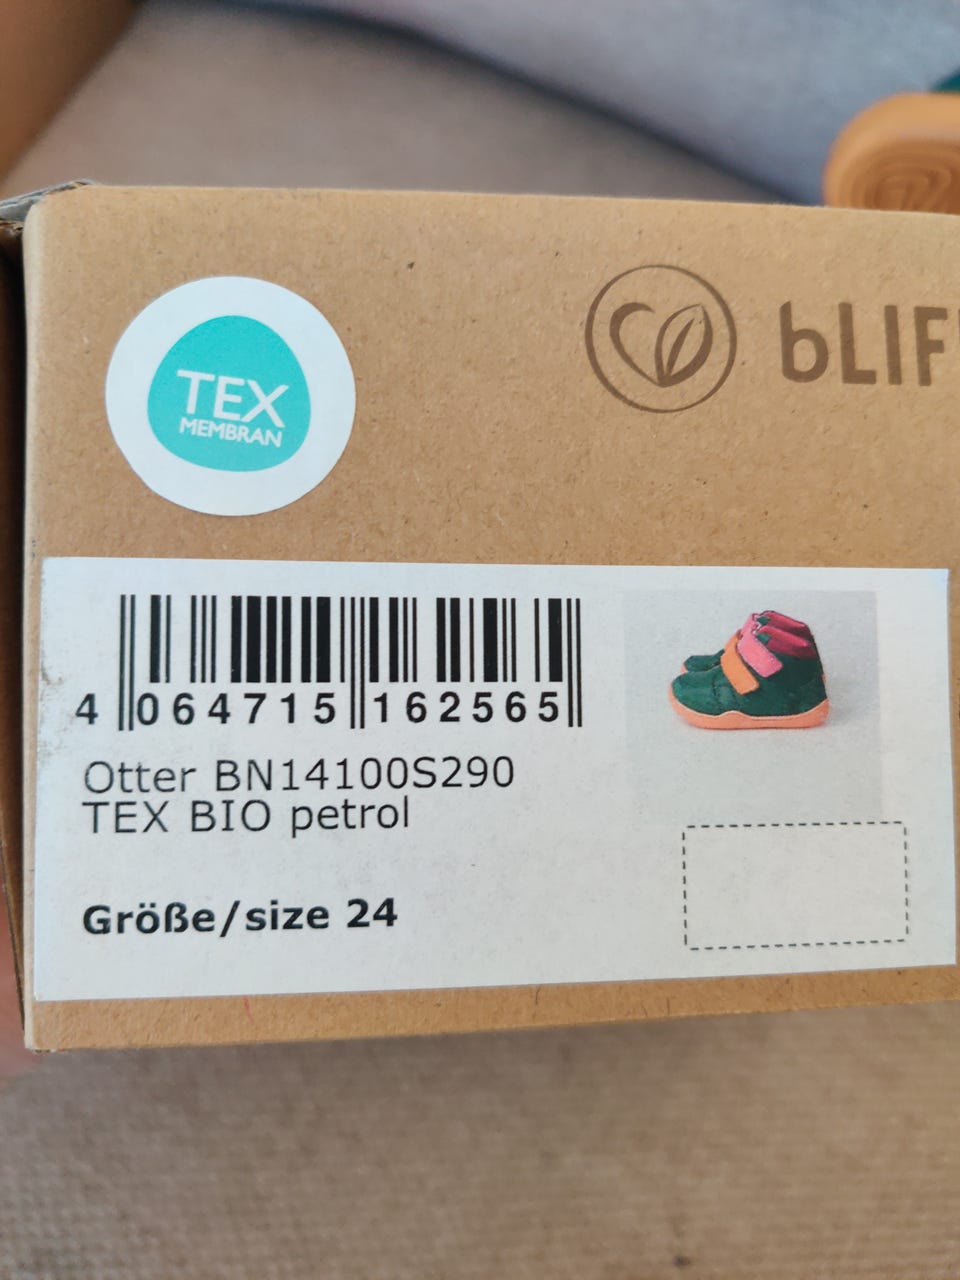 TEX
MEMBRAN
bLIF
4 064715 162565
Otter BN14100S290
TEX BIO petrol
Größe/size 24